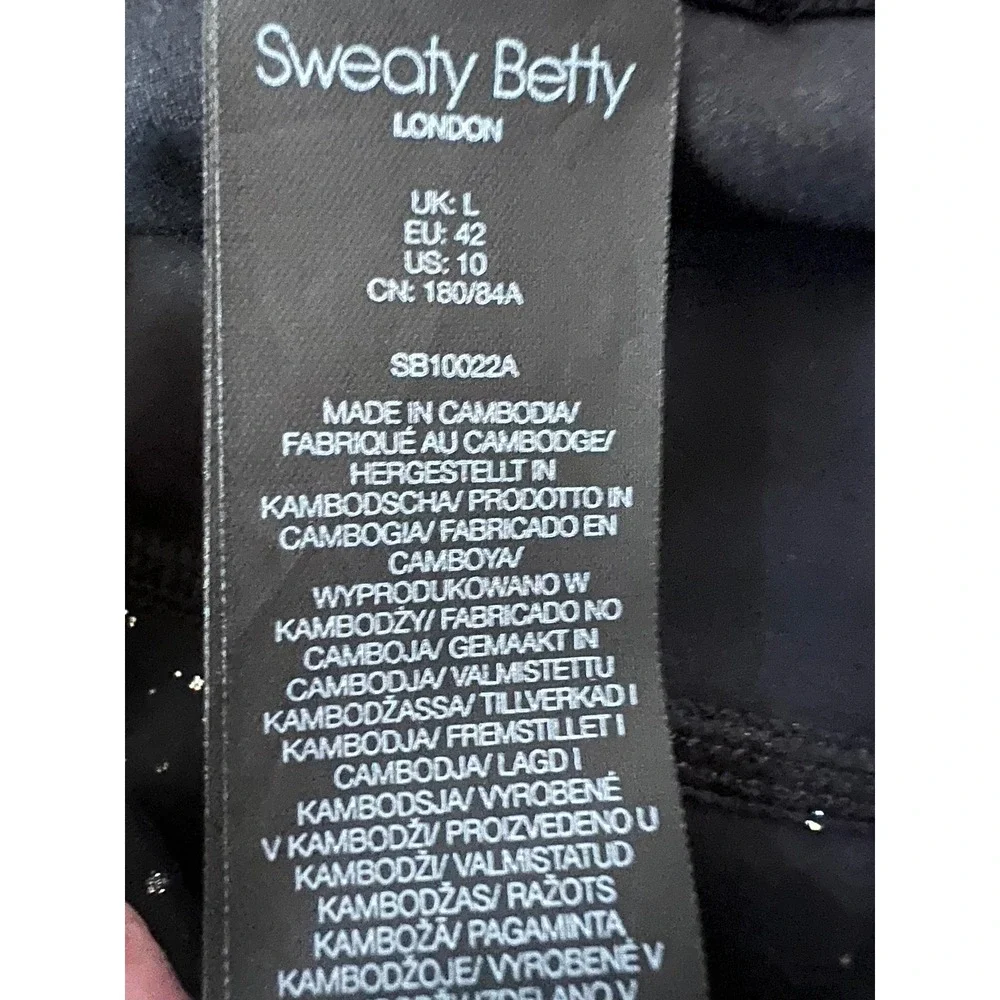 Sweaty Betty
LONDON
UK: L
EU: 42
US: 10
CN: 180/84A
SB10022A
MADE IN CAMBODIA/
FABRIQUÉ AU CAMBODGE/
HERGESTELLT IN
KAMBODSCHA/ PRODOTTO IN
CAMBOGIA/ FABRICADO EN
CAMBOYA/
WYPRODUKOWANO W
KAMBODŻY/ FABRICADO NO
CAMBOJA/ GEMAAKT IN
CAMBODJA/ VALMISTETTU
KAMBODŽASSA/ TILLVERKAD I
KAMBODJA/ FREMSTILLET I
CAMBODJA/ LAGD I
KAMBODSJA/ VYROBENÉ
V KAMBODŽI/ PROIZVEDENO U
KAMBODŽI/ VALMISTATUD
KAMBODŽAS/ RAŽOTS
KAMBOŽĀ/ PAGAMINTA
KAMBODŽOJE/ VYROBENÉ V